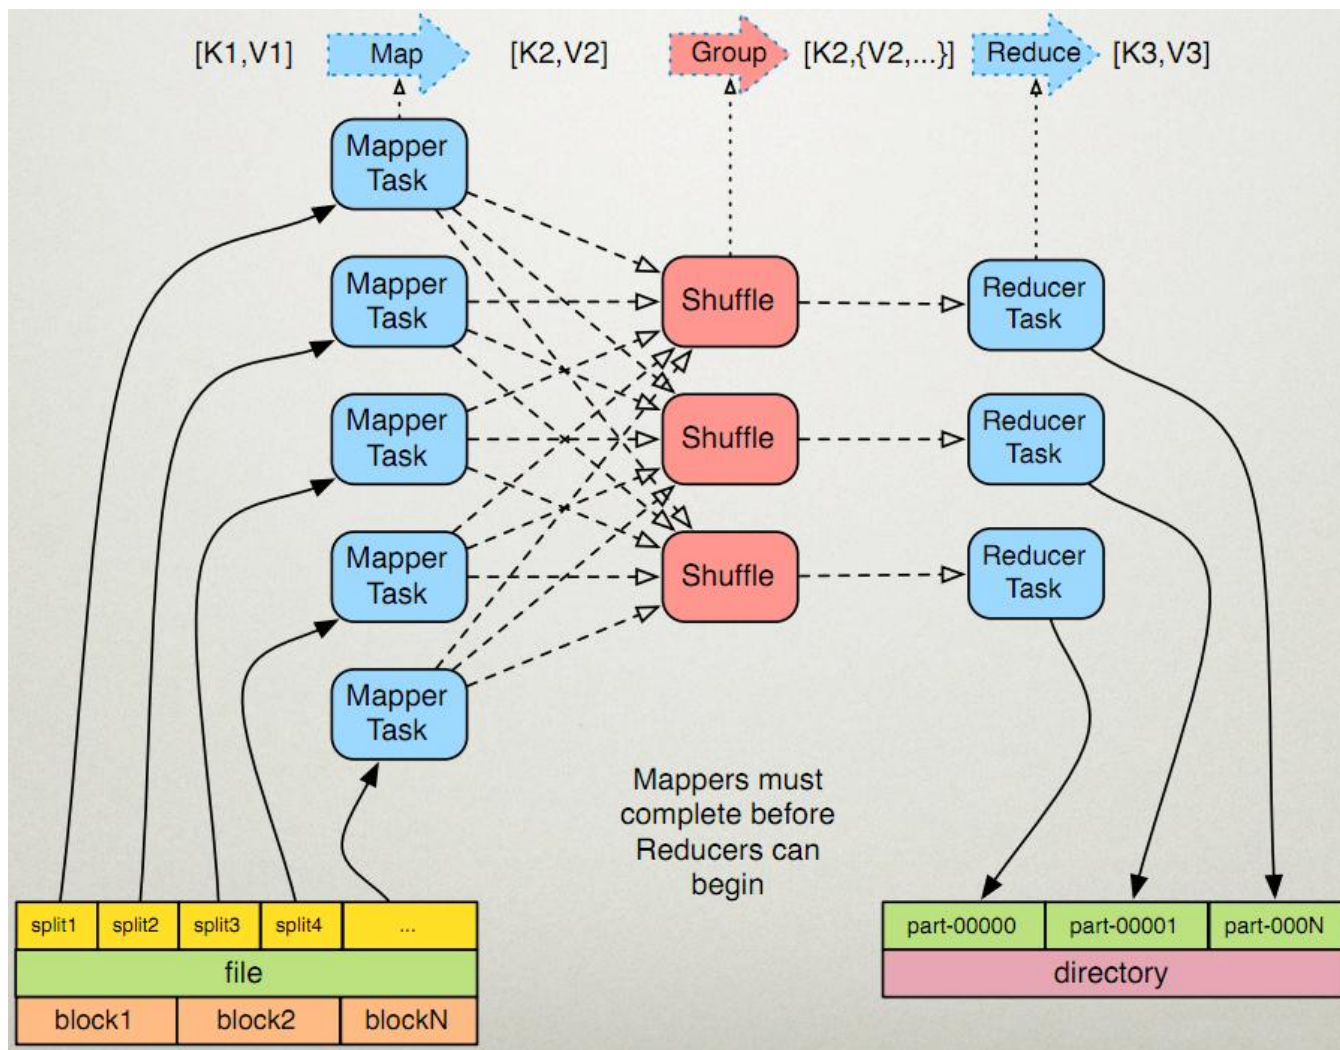 [K1,V1] Map [K2,V2] Group [K2,{V2,...}] Reduce [K3,V3]
Mapper
Task
Mapper
Task
Mapper
Task
Mapper
Task
Mapper
Task
Shuffle
Shuffle
Shuffle
Reducer
Task
Reducer
Task
Reducer
Task
Mappers must
complete before
Reducers can
begin
split1 split2 split3 split4 ...
file
block1 block2 blockN
part-00000 part-00001 part-000N
directory